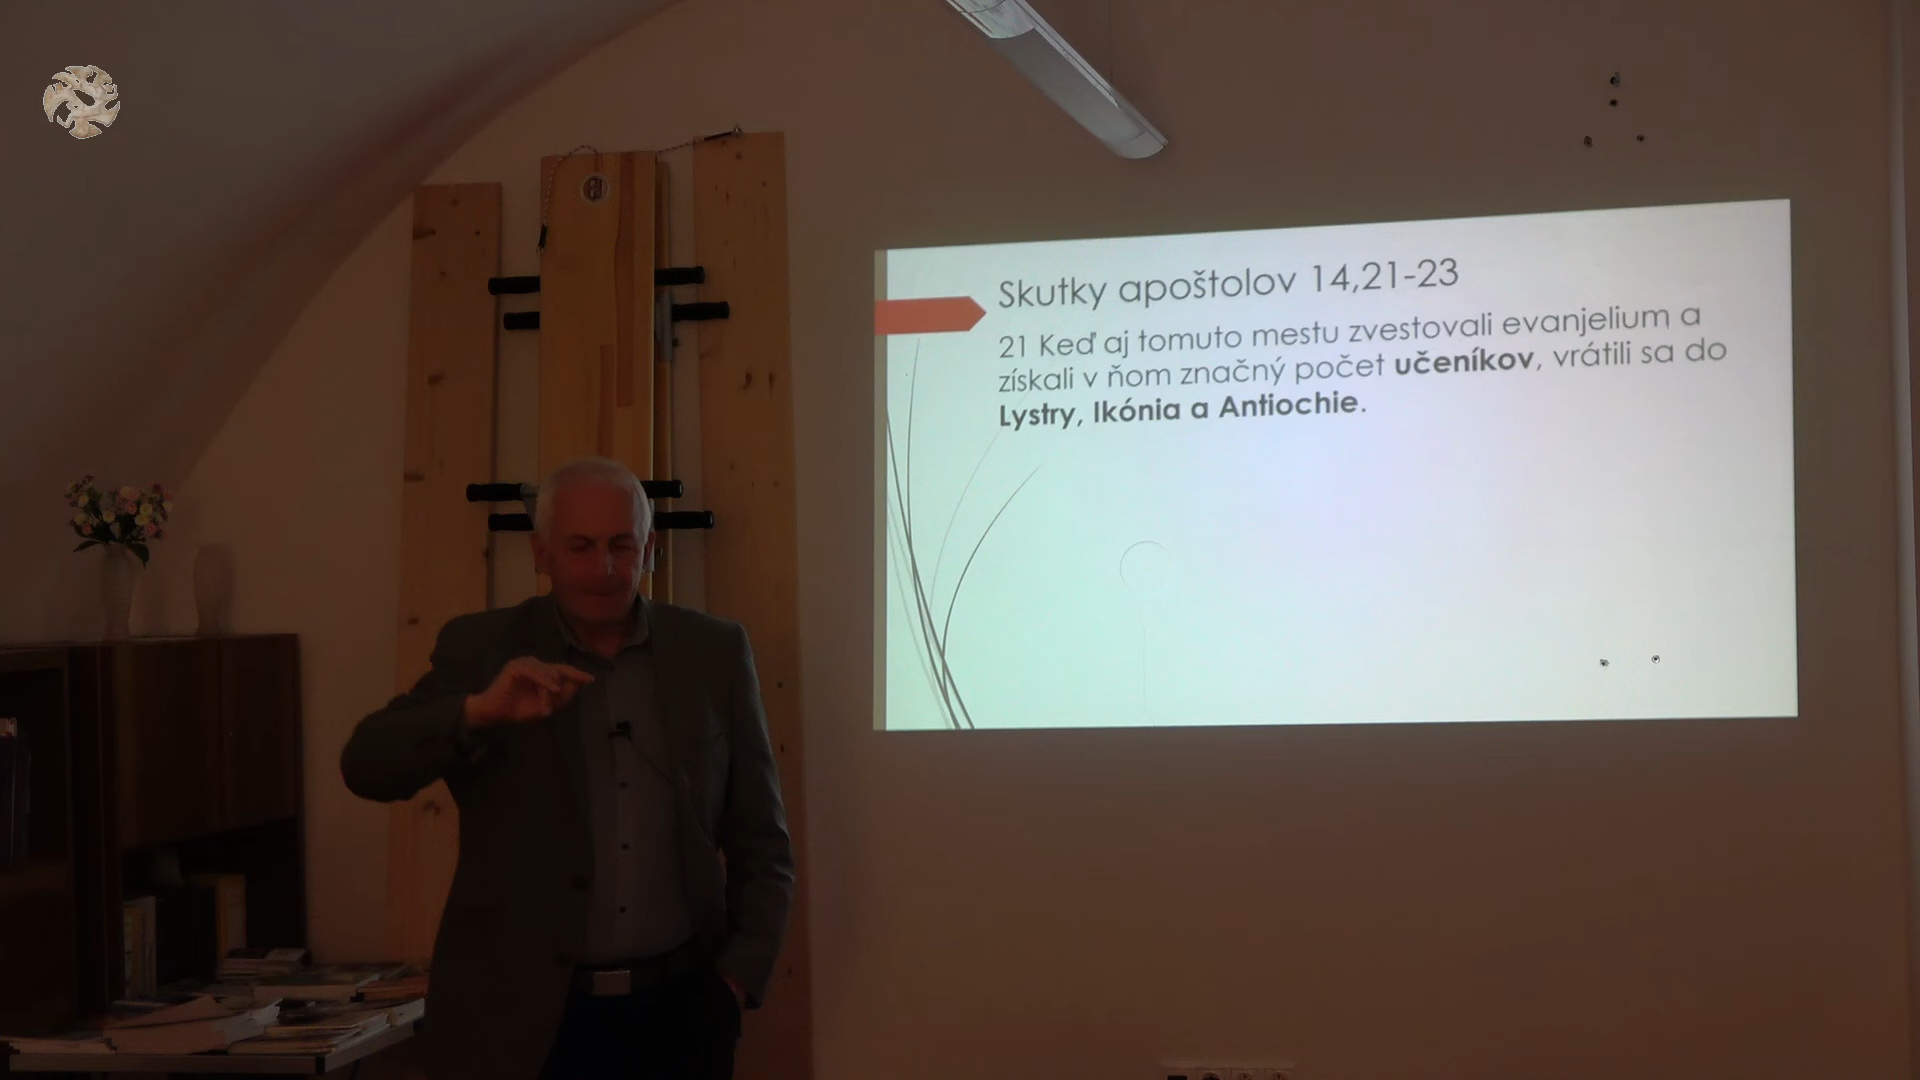 Skutky apoštolov 14,21-23
21 Keď aj tomuto mestu zvestovali evanjelium a
získali v ňom značný počet učeníkov, vrátili sa do
Lystry, Ikónia a Antiochie.